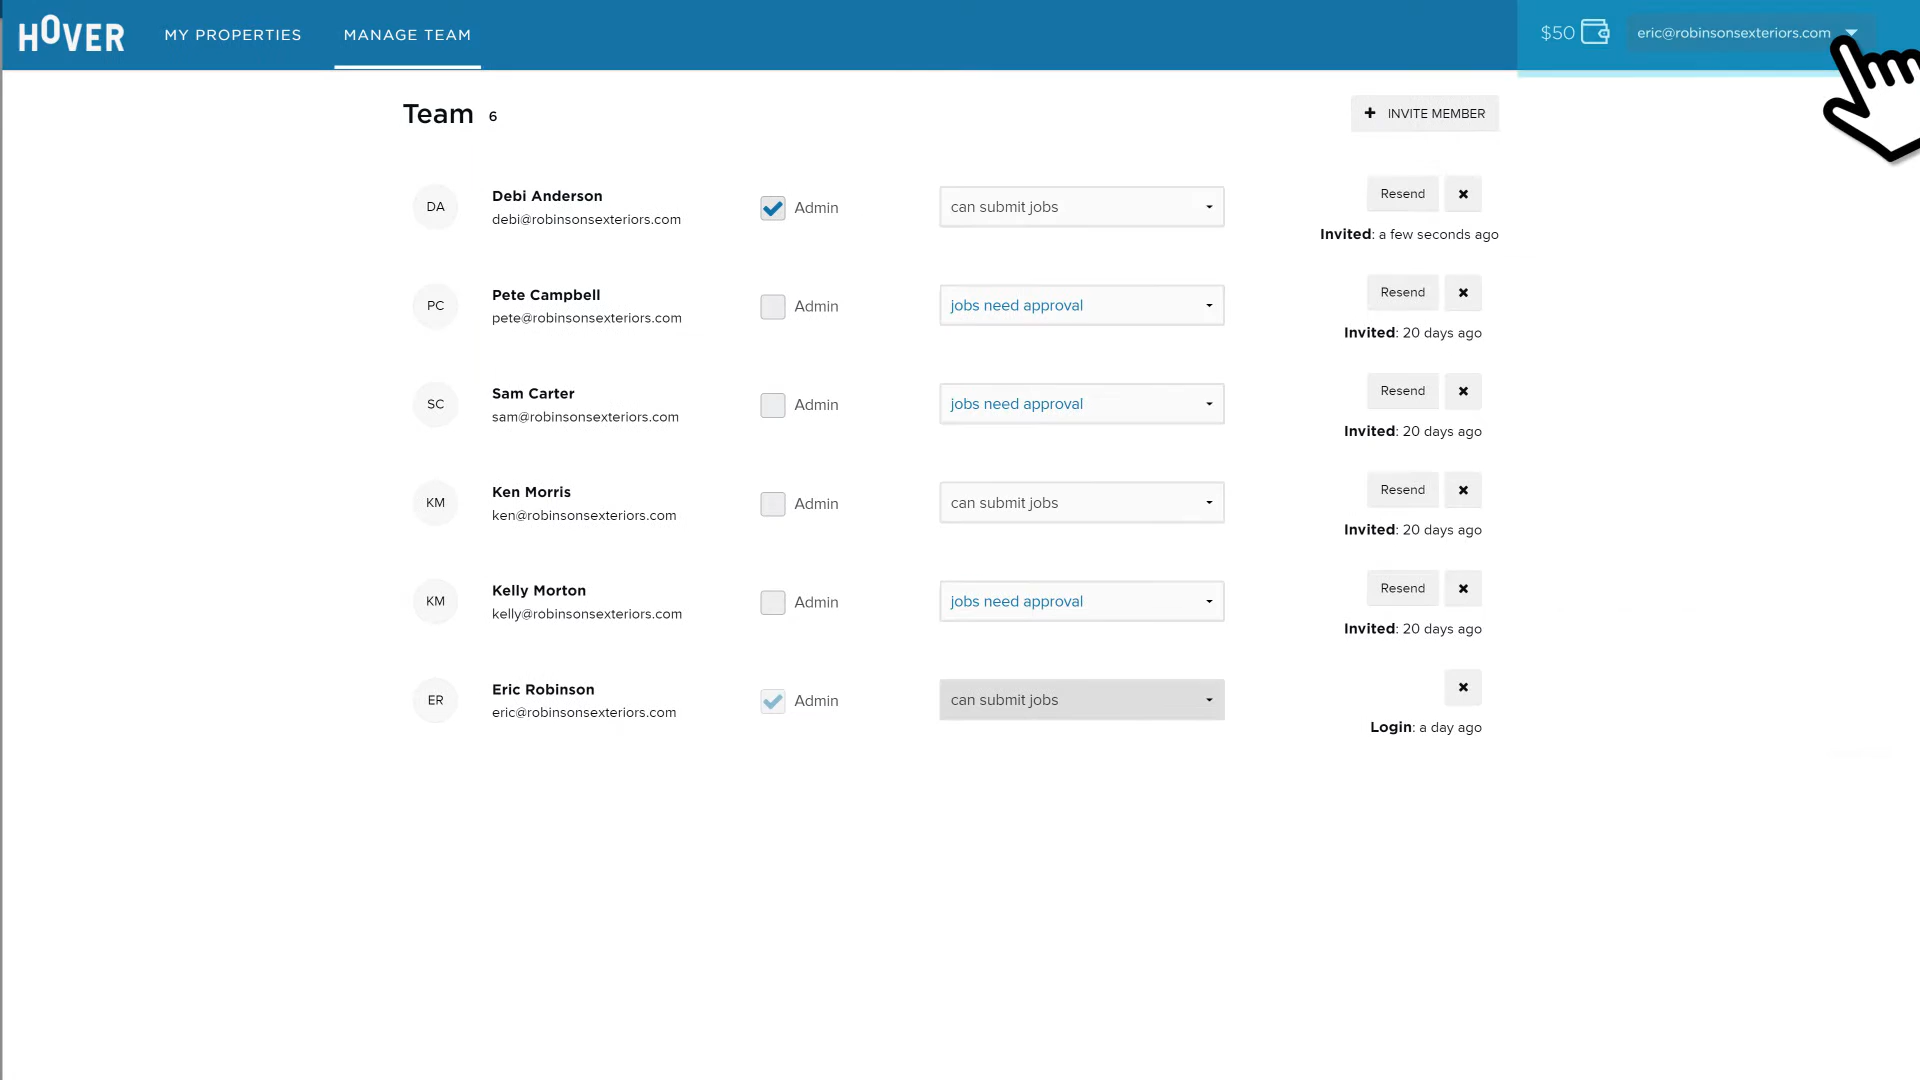 HOVER
MY PROPERTIES
MANAGE TEAM
$50
eric@robinsonsexteriors.com
Team 6
+ INVITE MEMBER
DA
Debi Anderson
debi@robinsonsexteriors.com
Admin
can submit jobs
Resend
Invited: a few seconds ago
PC
Pete Campbell
pete@robinsonsexteriors.com
Admin
jobs need approval
Resend
Invited: 20 days ago
SC
Sam Carter
sam@robinsonsexteriors.com
Admin
jobs need approval
Resend
Invited: 20 days ago
KM
Ken Morris
ken@robinsonsexteriors.com
Admin
can submit jobs
Resend
Invited: 20 days ago
KM
Kelly Morton
kelly@robinsonsexteriors.com
Admin
jobs need approval
Resend
Invited: 20 days ago
ER
Eric Robinson
eric@robinsonsexteriors.com
Admin
can submit jobs
Login: a day ago